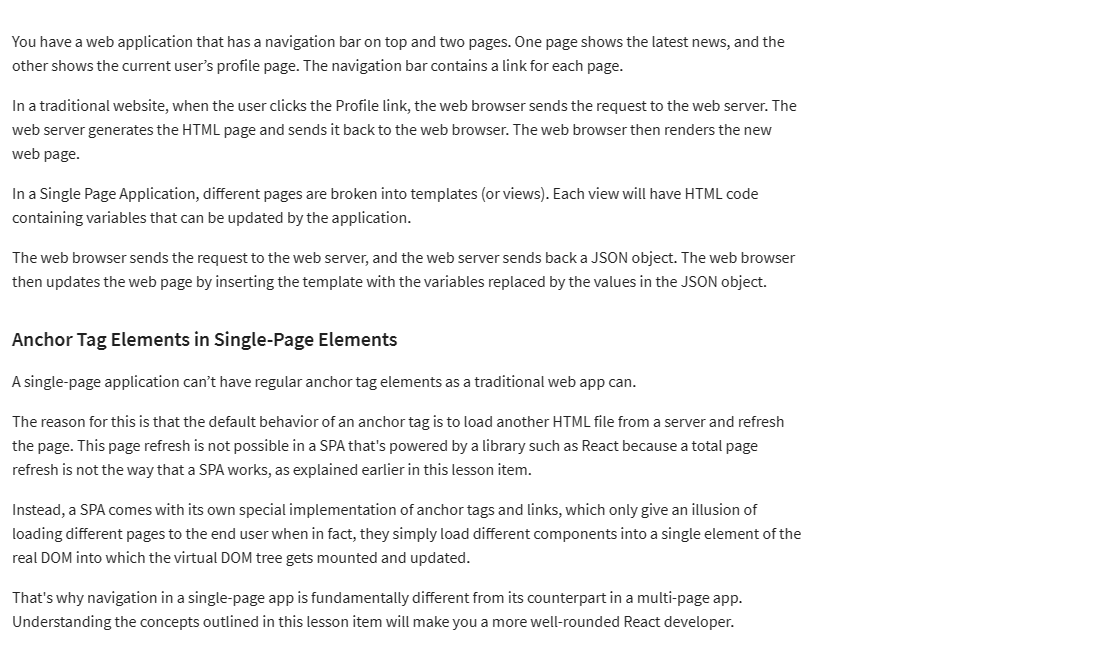 You have a web application that has a navigation bar on top and two pages. One page shows the latest news, and the
other shows the current user’s profile page. The navigation bar contains a link for each page.
In a traditional website, when the user clicks the Profile link, the web browser sends the request to the web server. The
web server generates the HTML page and sends it back to the web browser. The web browser then renders the new
web page.
In a Single Page Application, different pages are broken into templates (or views). Each view will have HTML code
containing variables that can be updated by the application.
The web browser sends the request to the web server, and the web server sends back a JSON object. The web browser
then updates the web page by inserting the template with the variables replaced by the values in the JSON object.
Anchor Tag Elements in Single-Page Elements
A single-page application can’t have regular anchor tag elements as a traditional web app can.
The reason for this is that the default behavior of an anchor tag is to load another HTML file from a server and refresh
the page. This page refresh is not possible in a SPA that's powered by a library such as React because a total page
refresh is not the way that a SPA works, as explained earlier in this lesson item.
Instead, a SPA comes with its own special implementation of anchor tags and links, which only give an illusion of
loading different pages to the end user when in fact, they simply load different components into a single element of the
real DOM into which the virtual DOM tree gets mounted and updated.
That's why navigation in a single-page app is fundamentally different from its counterpart in a multi-page app.
Understanding the concepts outlined in this lesson item will make you a more well-rounded React developer.